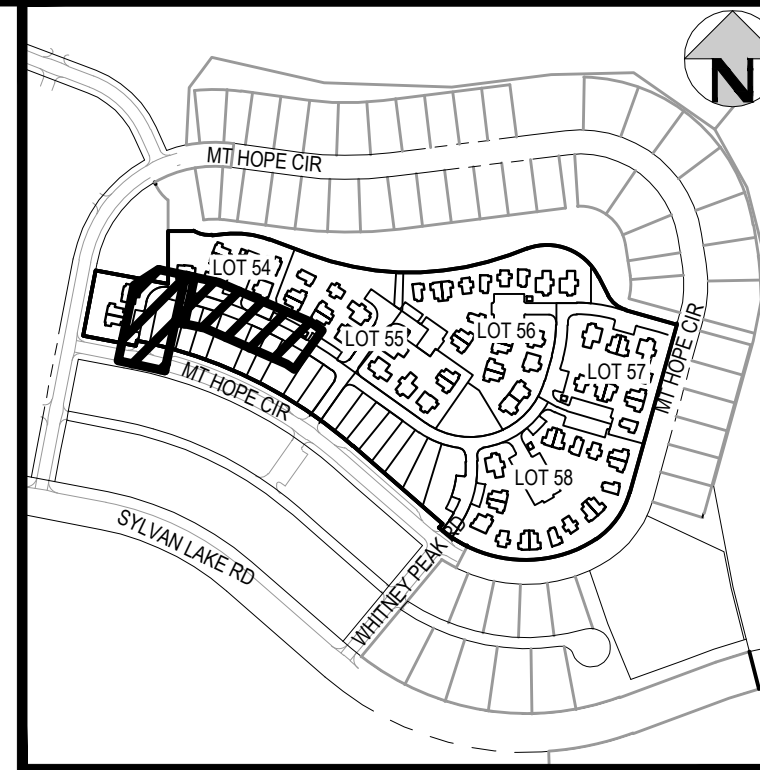 N
MT HOPE CIR
LOT 54
LOT 55
LOT 56
LOT 57
MT HOPE CIR
MT HOPE CIR
LOT 58
SYLVAN LAKE RD
WHITNEY PEAK RD